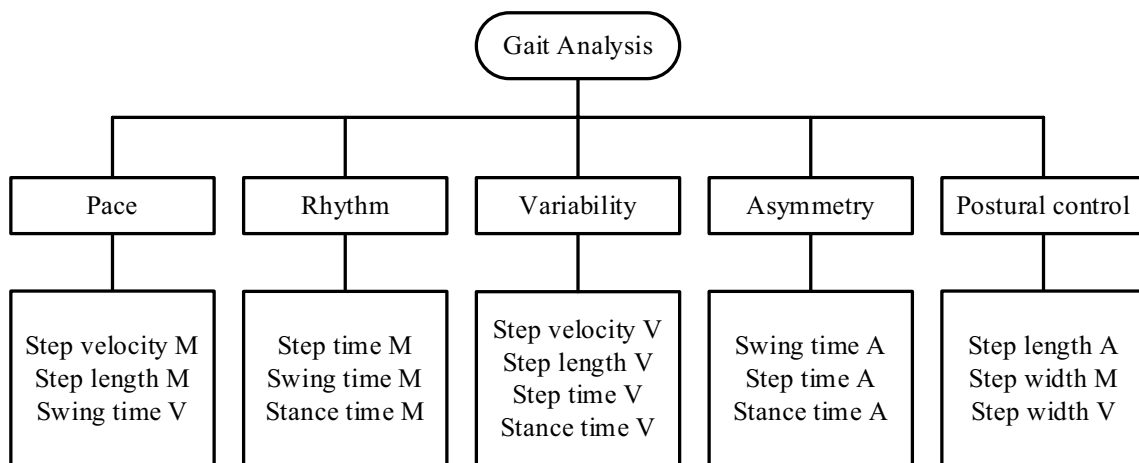 Gait Analysis
Pace
Rhythm
Variability
Asymmetry
Postural control
Step velocity M
Step length M
Swing time V
Step time M
Swing time M
Stance time M
Step velocity V
Step length V
Step time V
Stance time V
Swing time A
Step time A
Stance time A
Step length A
Step width M
Step width V